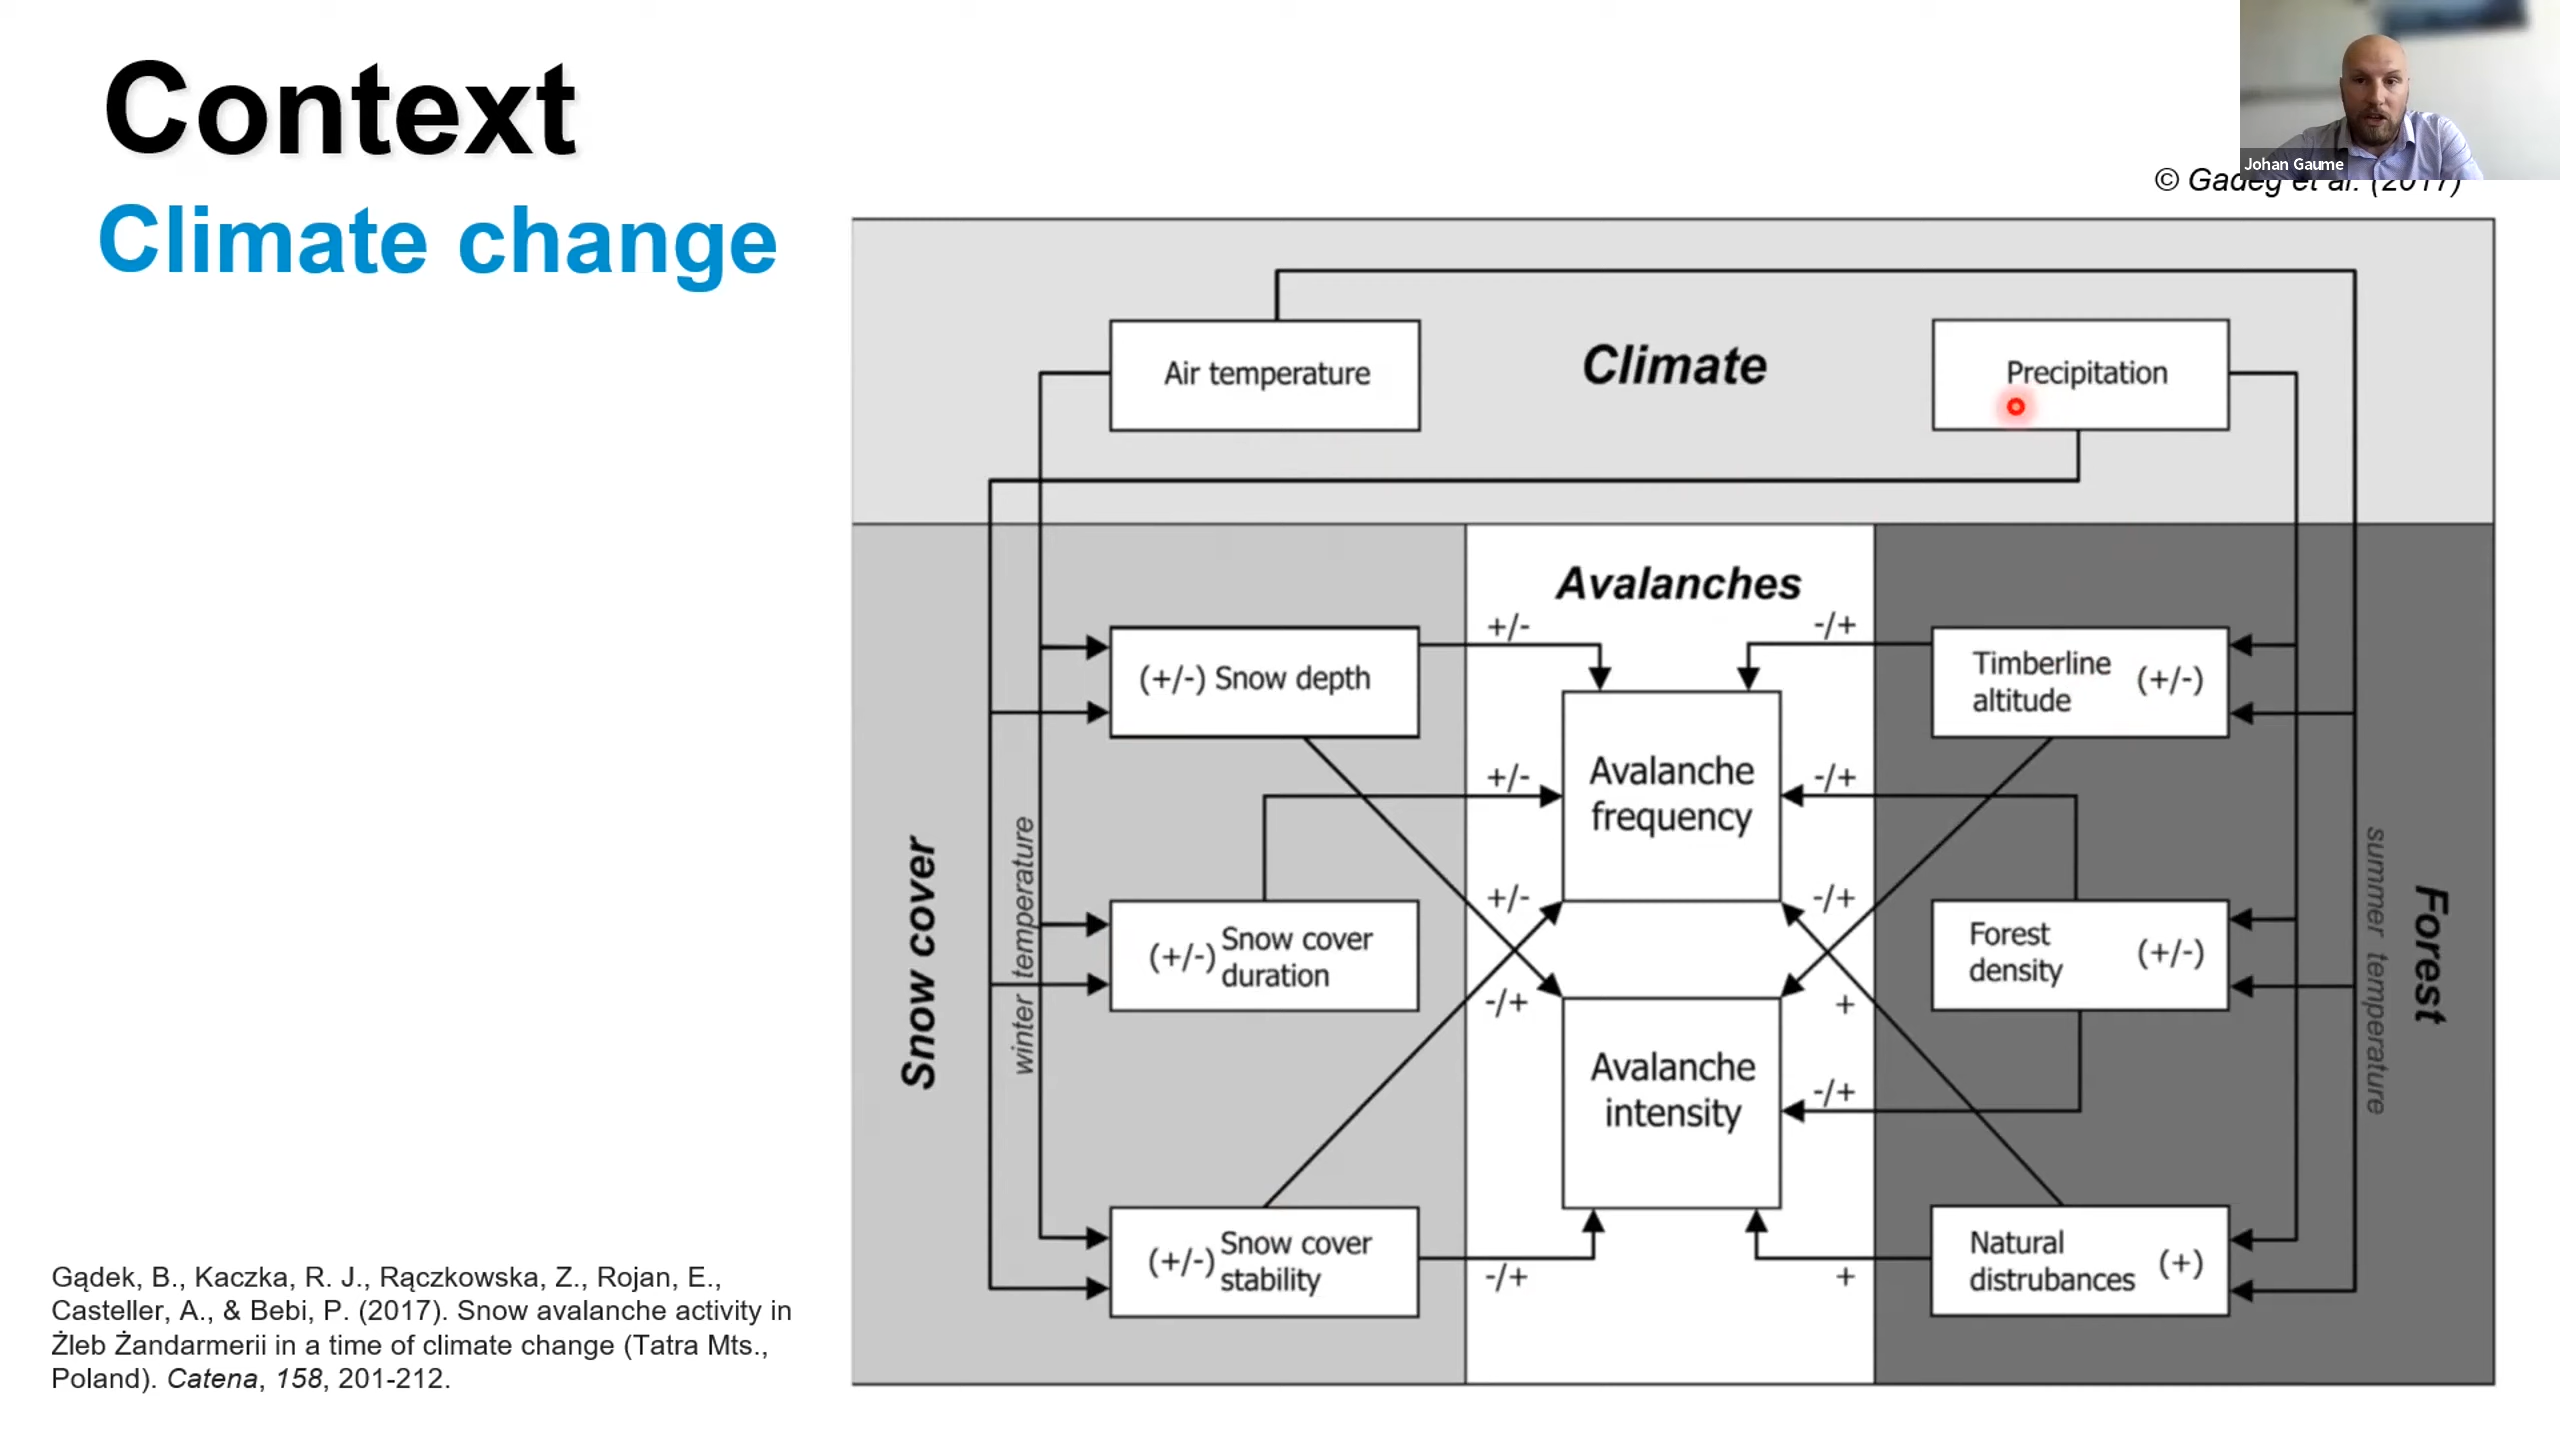 Context
Climate change
Johan Gaume
© Gadeg et al. (2017)
Air temperature
Climate
Precipitation
Avalanches
+/-
-/+
(+/-) Snow depth
Timberline
altitude (+/-)
Avalanche
frequency
+/-
-/+
+/-
-/+
Snow cover
winter temperature
(+/-) Snow cover
duration
Forest
density (+/-)
summer temperature
Forest
-/+
+
Avalanche
intensity
-/+
(+/-) Snow cover
stability
Natural
distrubances (+)
-/+
+
Gądek, B., Kaczka, R. J., Rączkowska, Z., Rojan, E.,
Casteller, A., & Bebi, P. (2017). Snow avalanche activity in
Żleb Żandarmerii in a time of climate change (Tatra Mts.,
Poland). Catena, 158, 201-212.